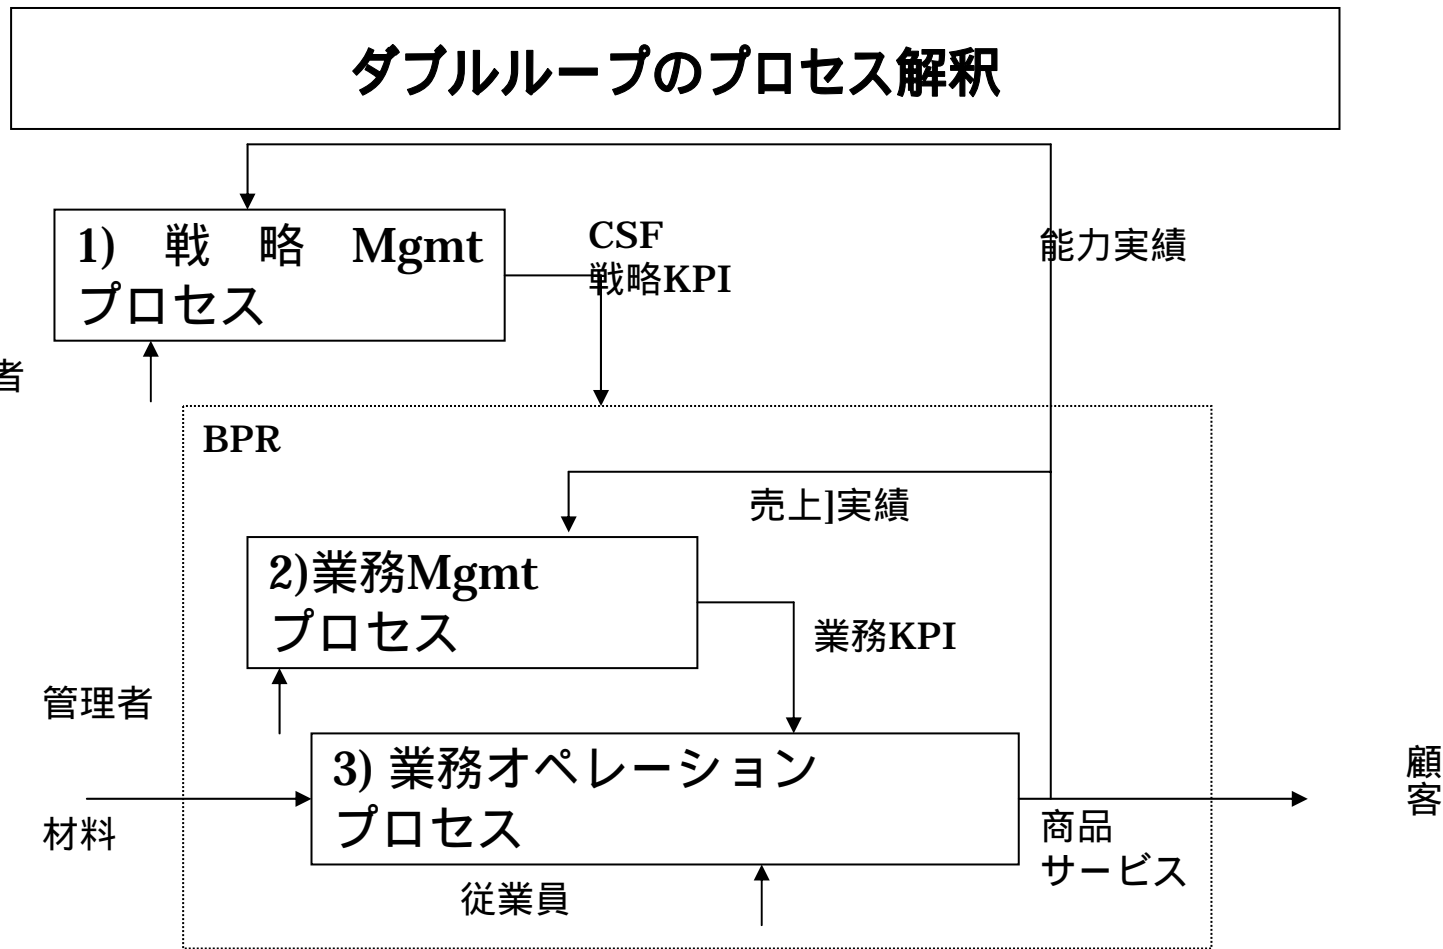 ダブルループのプロセス解釈
1) 戦 略 Mgmt
プロセス
CSF
戦略KPI
能力実績
者
BPR
売上]実績
2)業務Mgmt
プロセス
業務KPI
管理者
3) 業務オペレーション
プロセス
材料
商品
サービス
従業員
顧
客